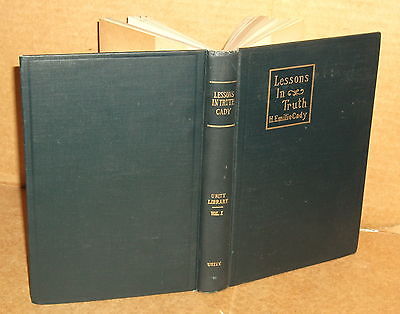 LESSONS
IN TRUTH
CADY
UNITY
LIBRARY
VOL. I
UNITY
Lessons
In
Truth
H. Emilie Cady